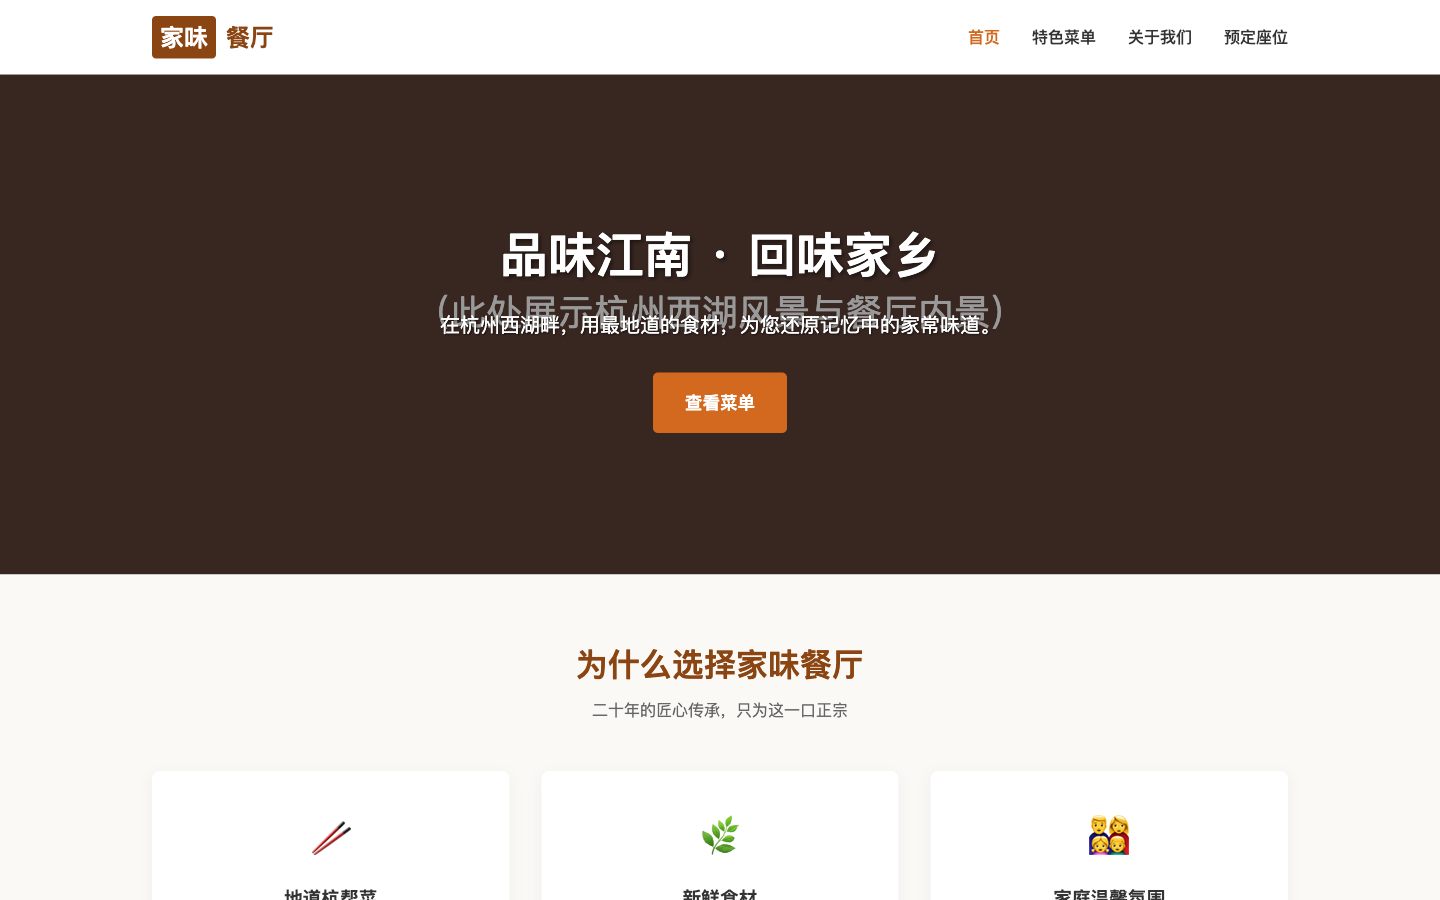 家味 餐厅
首页
特色菜单
关于我们
预定座位
品味江南 · 回味家乡
(此处展示杭州西湖风景与餐厅内景)
在杭州西湖畔，用最地道的食材，为您还原记忆中的家常味道。
查看菜单
为什么选择家味餐厅
二十年的匠心传承，只为这一口正宗
地道杭帮菜
新鲜食材
家庭温馨氛围